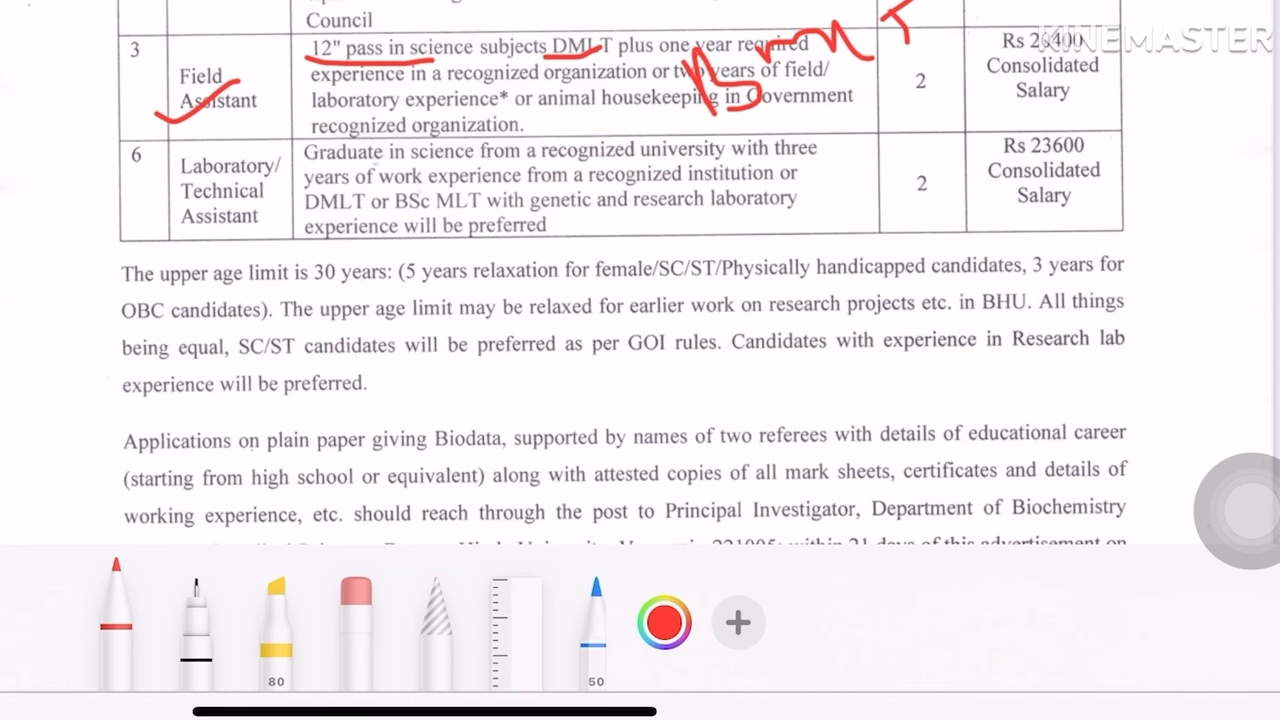 Council
3
Field
Assistant
12" pass in science subjects DMLT plus one year required
experience in a recognized organization or two years of field/
laboratory experience* or animal housekeeping in Government
recognized organization.
2
Consolidated
Salary
BMLT
KINEMASTER
6
Laboratory/
Technical
Assistant
Graduate in science from a recognized university with three
years of work experience from a recognized institution or
DMLT or BSc MLT with genetic and research laboratory
experience will be preferred
2
Rs 23600
Consolidated
Salary
The upper age limit is 30 years: (5 years relaxation for female/SC/ST/Physically handicapped candidates, 3 years for
OBC candidates). The upper age limit may be relaxed for earlier work on research projects etc. in BHU. All things
being equal, SC/ST candidates will be preferred as per GOI rules. Candidates with experience in Research lab
experience will be preferred.
Applications on plain paper giving Biodata, supported by names of two referees with details of educational career
(starting from high school or equivalent) along with attested copies of all mark sheets, certificates and details of
working experience, etc. should reach through the post to Principal Investigator, Department of Biochemistry
80
50